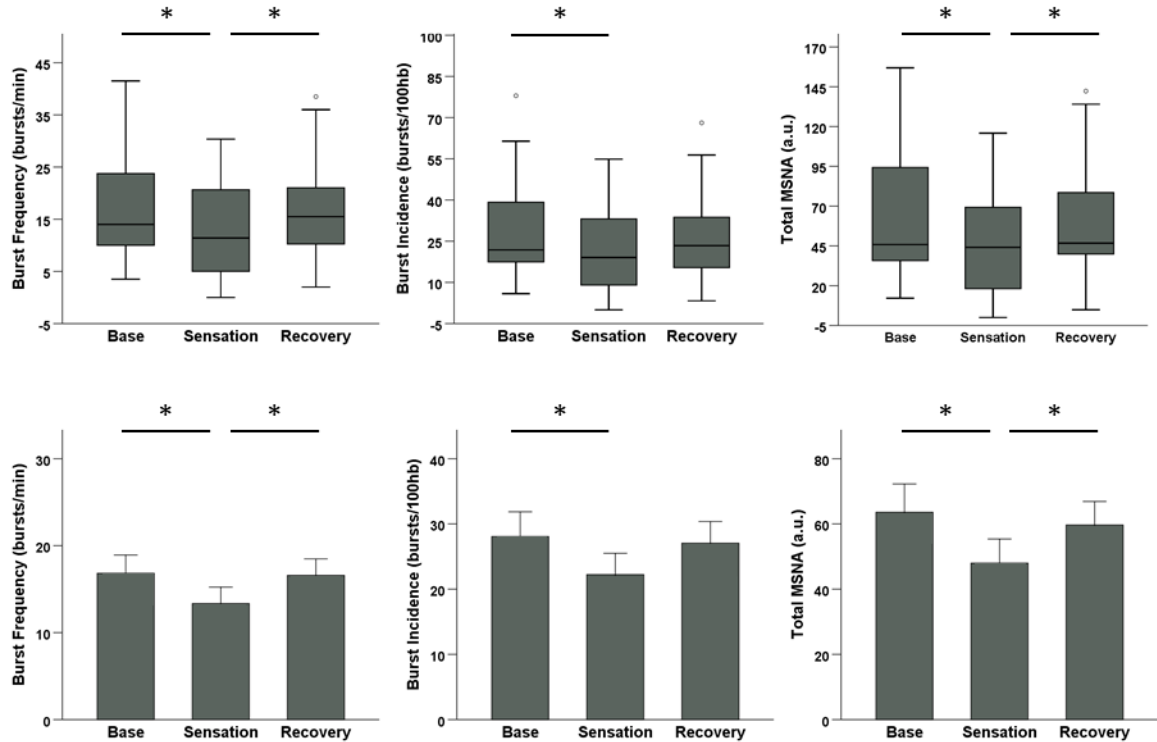 * * * * *
Burst Frequency (bursts/min)
45
35
25
15
5
-5
Base Sensation Recovery
Burst Incidence (bursts/100hb)
100
85
70
55
40
25
10
-5
Base Sensation Recovery
Total MSNA (a.u.)
170
145
120
95
70
45
20
-5
Base Sensation Recovery
* * * * *
Burst Frequency (bursts/min)
30
20
10
0
Base Sensation Recovery
Burst Incidence (bursts/100hb)
40
30
20
10
0
Base Sensation Recovery
Total MSNA (a.u.)
80
60
40
20
0
Base Sensation Recovery